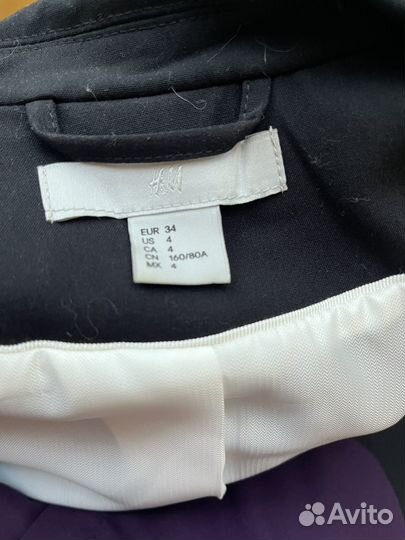 H&M
EUR 34
US 4
CA 4
CN 160/80A
MX 4
Avito